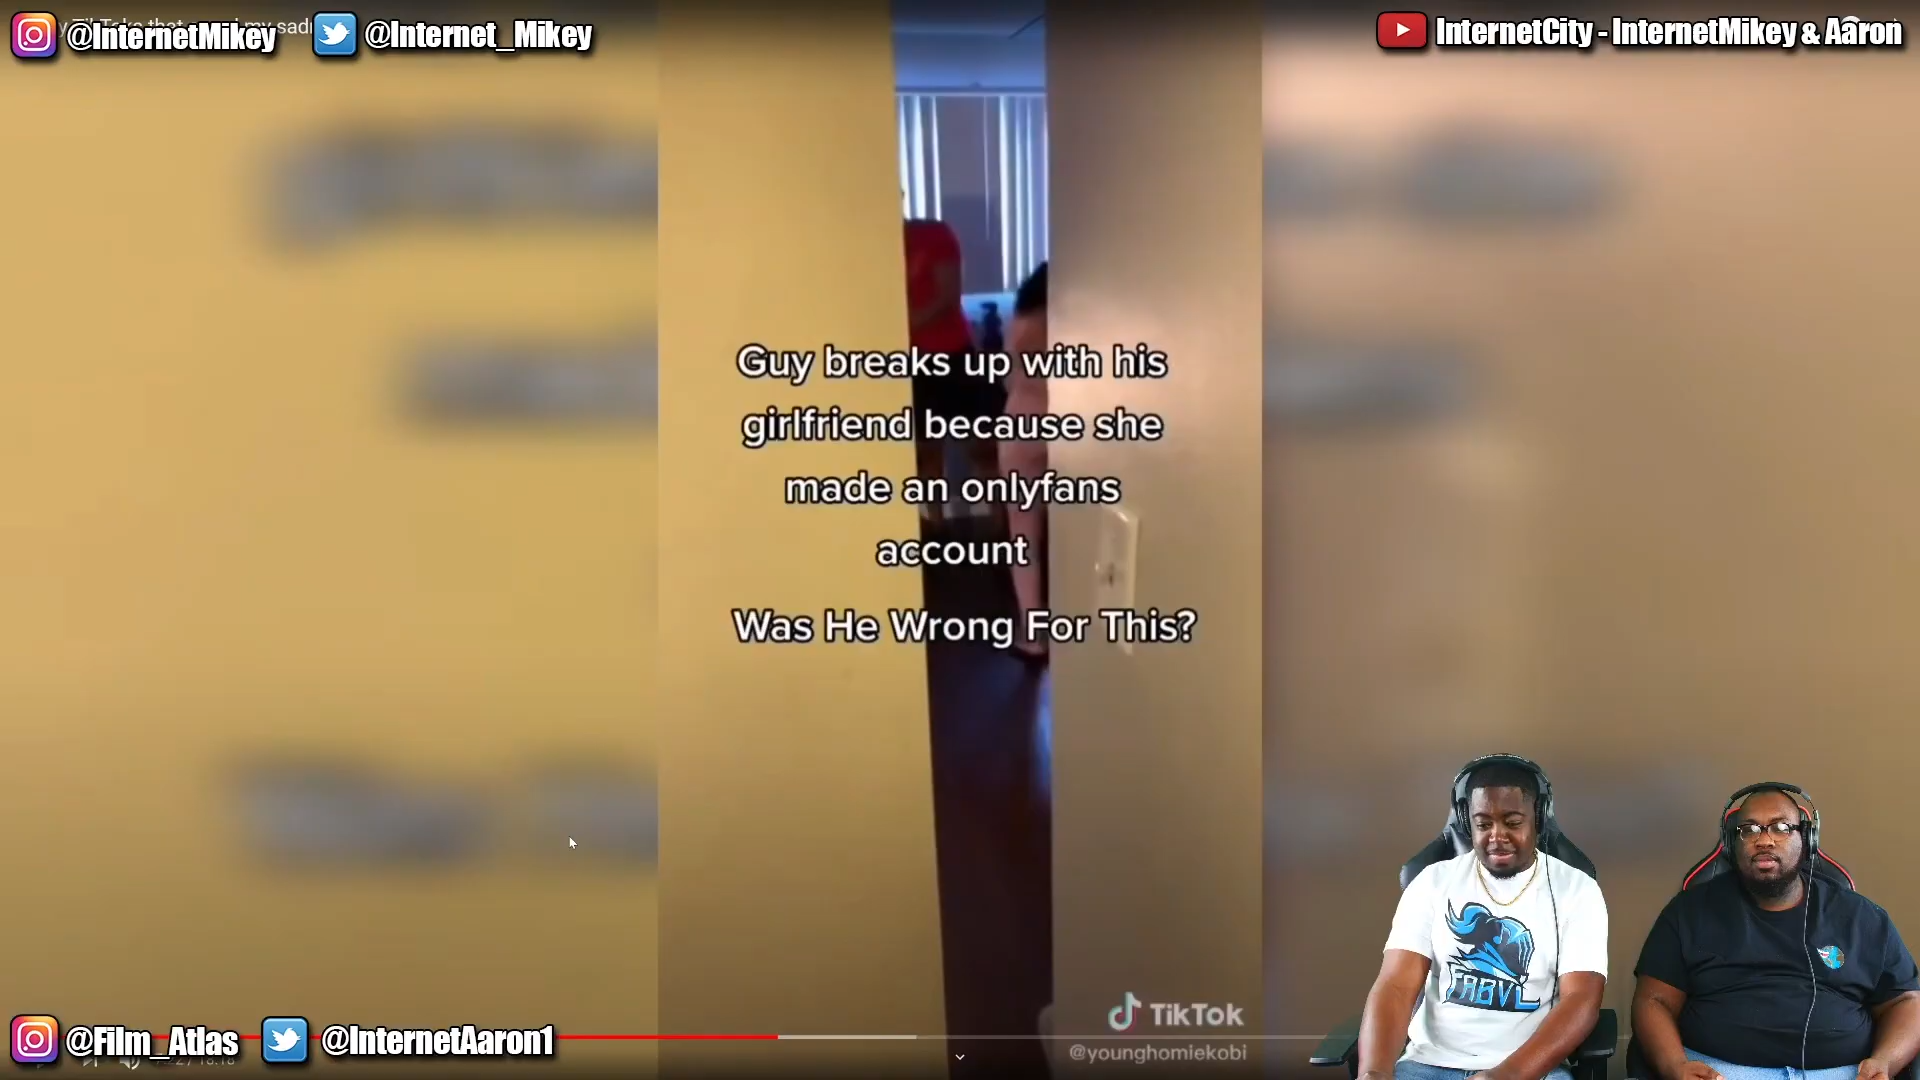 @InternetMikey
@Internet_Mikey
InternetCity - InternetMikey & Aaron
Guy breaks up with his
girlfriend because she
made an onlyfans
account
Was He Wrong For This?
FABVL
TikTok
@younghomiekobi
@Film_Atlas
@InternetAaron1